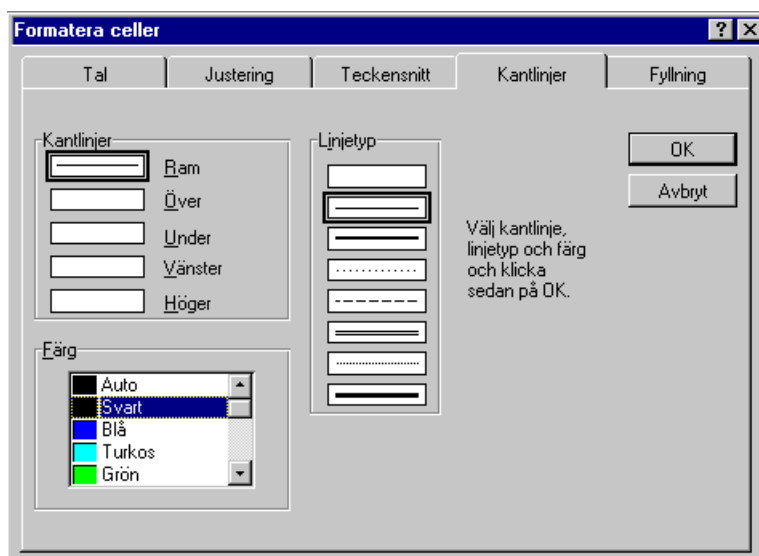 Formatera celler
Tal
Justering
Teckensnitt
Kantlinjer
Fyllning
Kantlinjer
Ram
Över
Under
Vänster
Höger
Linjetyp
OK
Avbryt
Välj kantlinje,
linjetyp och färg
och klicka
sedan på OK.
Färg
Auto
Svart
Blå
Turkos
Grön